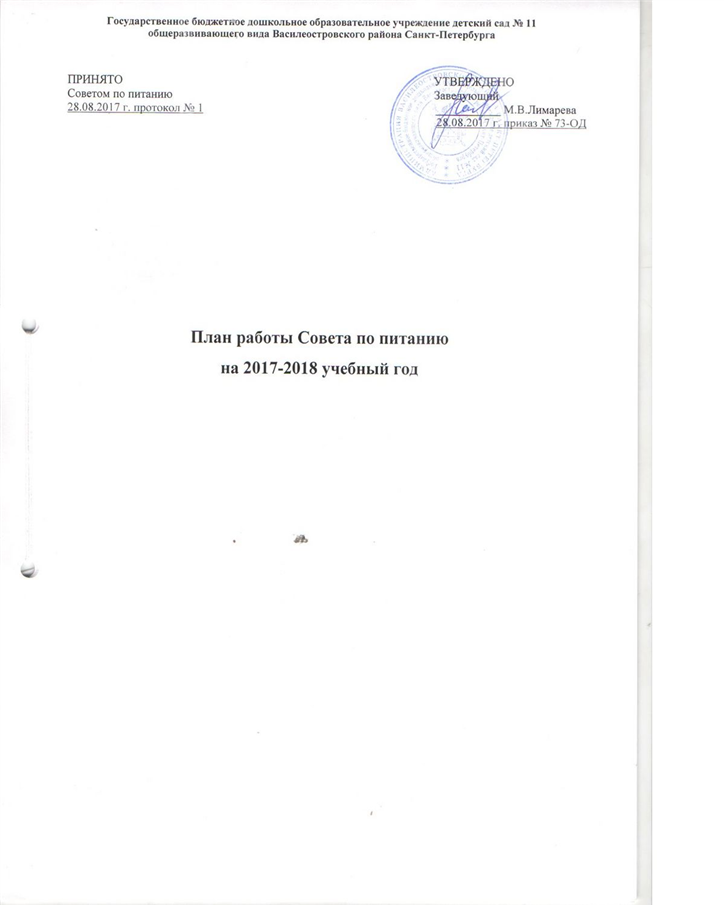 Государственное бюджетное дошкольное образовательное учреждение детский сад № 11
общеразвивающего вида Василеостровского района Санкт-Петербурга
ПРИНЯТО
Советом по питанию
28.08.2017 г. протокол № 1
УТВЕРЖДЕНО
Заведующий
М.В.Лимарева
28.08.2017 г. приказ № 73-ОД
План работы Совета по питанию
на 2017-2018 учебный год